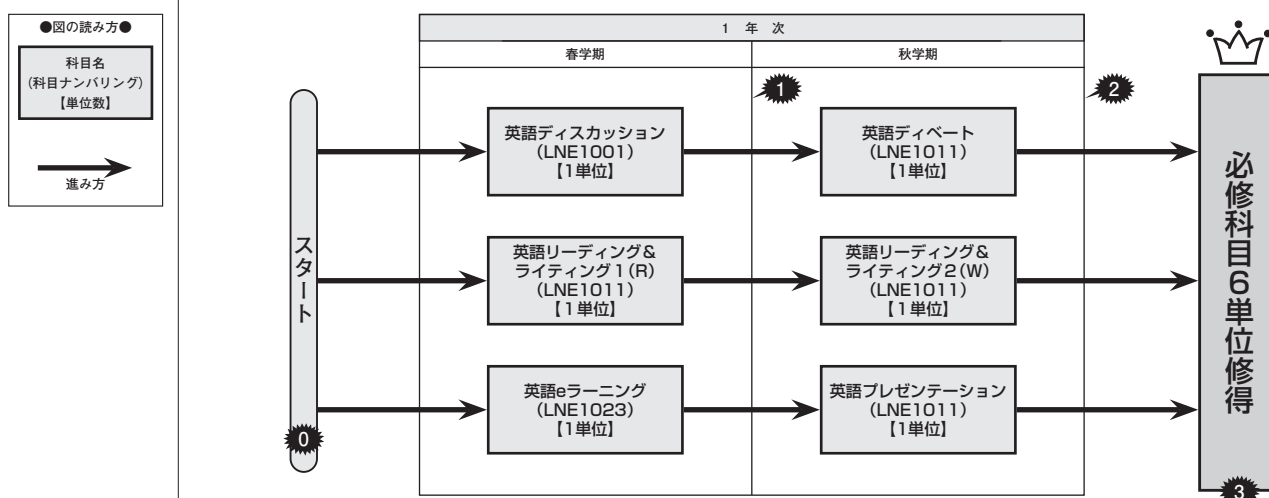 ●図の読み方●
科目名
(科目ナンバリング)
【単位数】
進み方
1 年 次
春学期
秋学期
スタート
0
1
2
英語ディスカッション
(LNE1001)
【1単位】
英語ディベート
(LNE1011)
【1単位】
英語リーディング&
ライティング1(R)
(LNE1011)
【1単位】
英語リーディング&
ライティング2(W)
(LNE1011)
【1単位】
英語eラーニング
(LNE1023)
【1単位】
英語プレゼンテーション
(LNE1011)
【1単位】
必修科目6単位修得
3